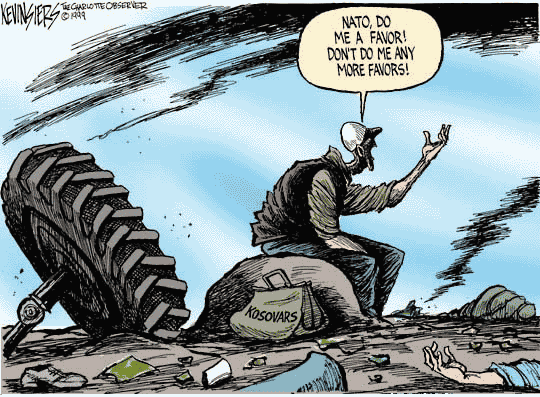 KEVIN SIERS
THE CHARLOTTE OBSERVER
© 1999
NATO, DO
ME A FAVOR!
DON'T DO ME ANY
MORE FAVORS!
KOSOVARS